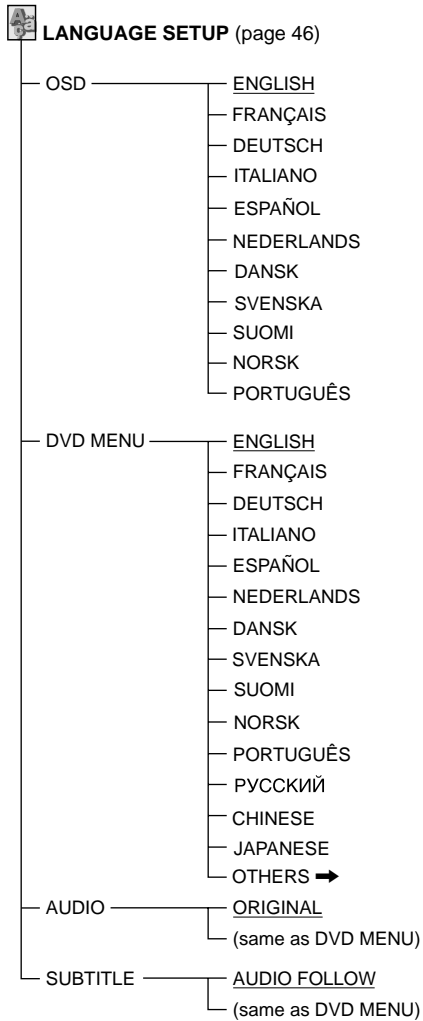 LANGUAGE SETUP (page 46)
OSD
ENGLISH
FRANÇAIS
DEUTSCH
ITALIANO
ESPAÑOL
NEDERLANDS
DANSK
SVENSKA
SUOMI
NORSK
PORTUGUÊS
DVD MENU
ENGLISH
FRANÇAIS
DEUTSCH
ITALIANO
ESPAÑOL
NEDERLANDS
DANSK
SVENSKA
SUOMI
NORSK
PORTUGUÊS
РУССКИЙ
CHINESE
JAPANESE
OTHERS ➡
AUDIO
ORIGINAL
(same as DVD MENU)
SUBTITLE
AUDIO FOLLOW
(same as DVD MENU)